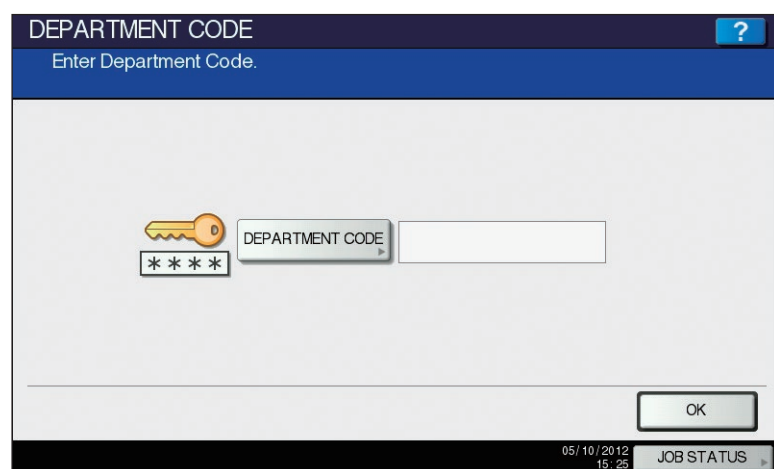 DEPARTMENT CODE
?
Enter Department Code.
DEPARTMENT CODE
****
OK
05/10/2012
15:25
JOB STATUS